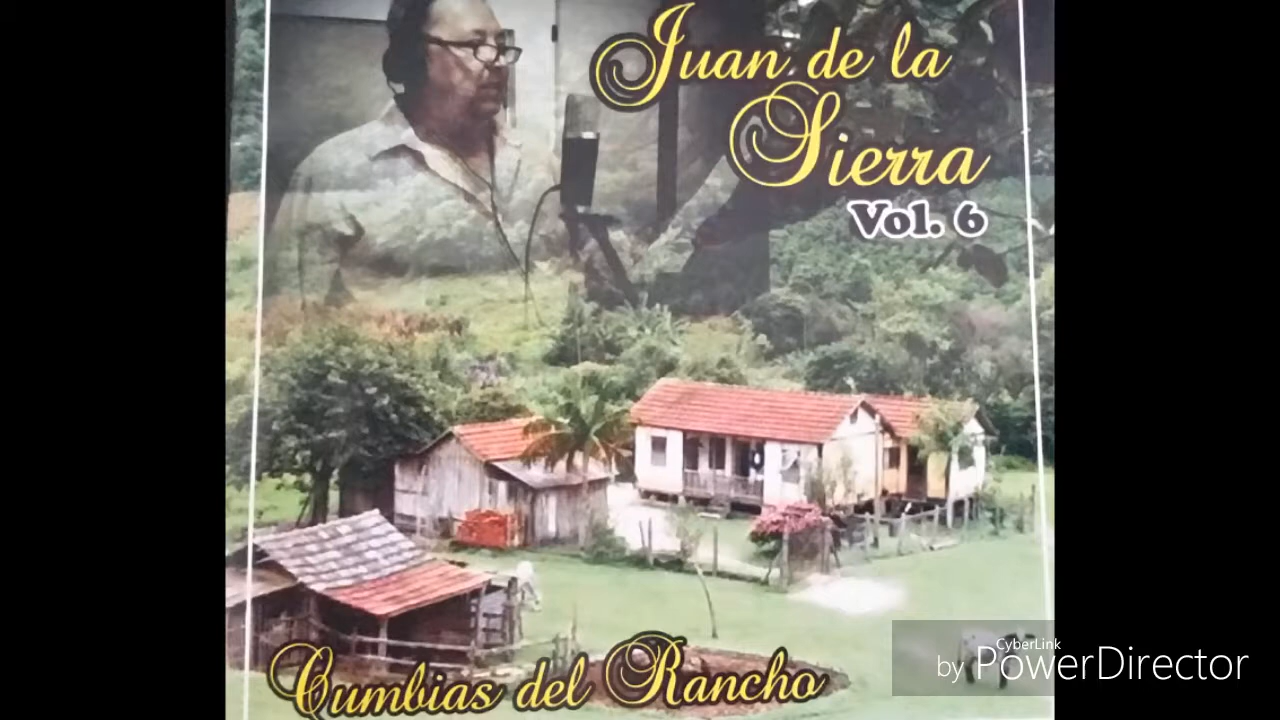 Juan de la
Sierra
Vol. 6
Cumbias del Rancho
CyberLink
by PowerDirector